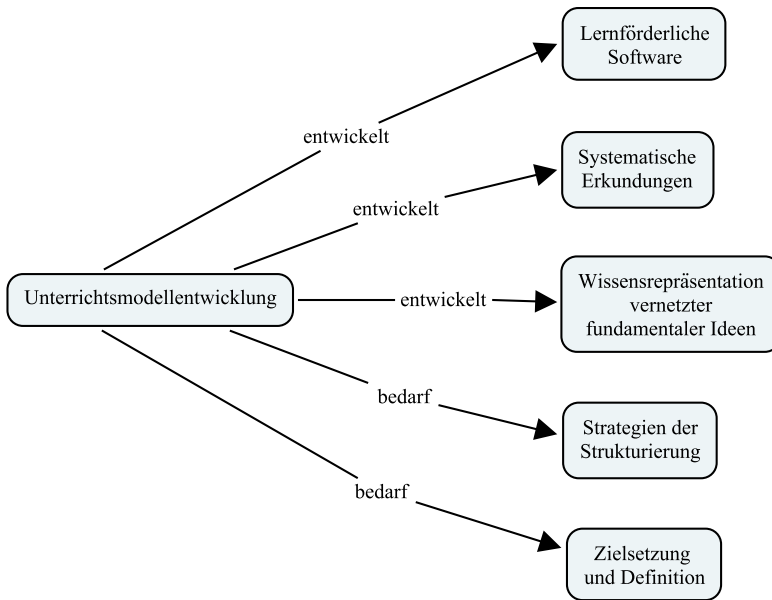 Lernförderliche
Software
entwickelt
Systematische
Erkundungen
entwickelt
Unterrichtsmodellentwicklung
entwickelt
Wissensrepräsentation
vernetzter
fundamentaler Ideen
bedarf
Strategien der
Strukturierung
bedarf
Zielsetzung
und Definition